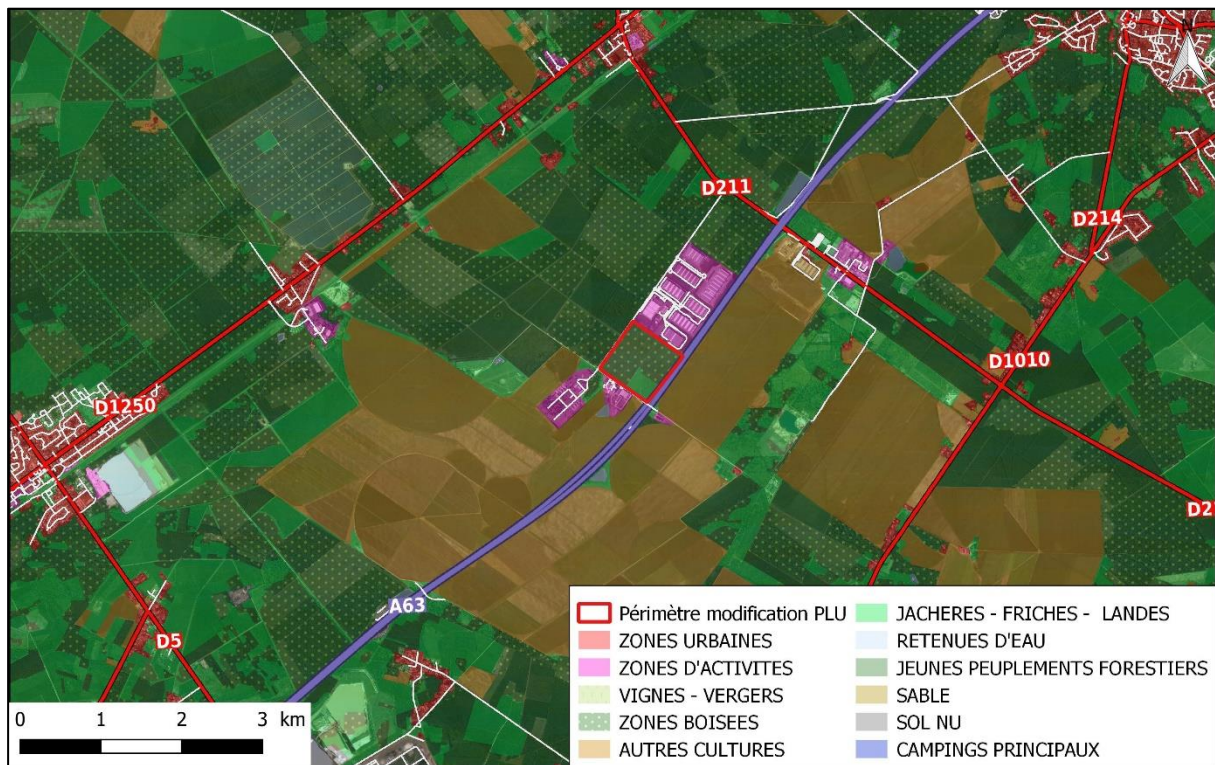 D211
D214
D1010
D1250
A63
D5
0 1 2 3 km
Périmètre modification PLU
ZONES URBAINES
ZONES D'ACTIVITES
VIGNES - VERGERS
ZONES BOISEES
AUTRES CULTURES
JACHERES - FRICHES - LANDES
RETENUES D'EAU
JEUNES PEUPLEMENTS FORESTIERS
SABLE
SOL NU
CAMPINGS PRINCIPAUX